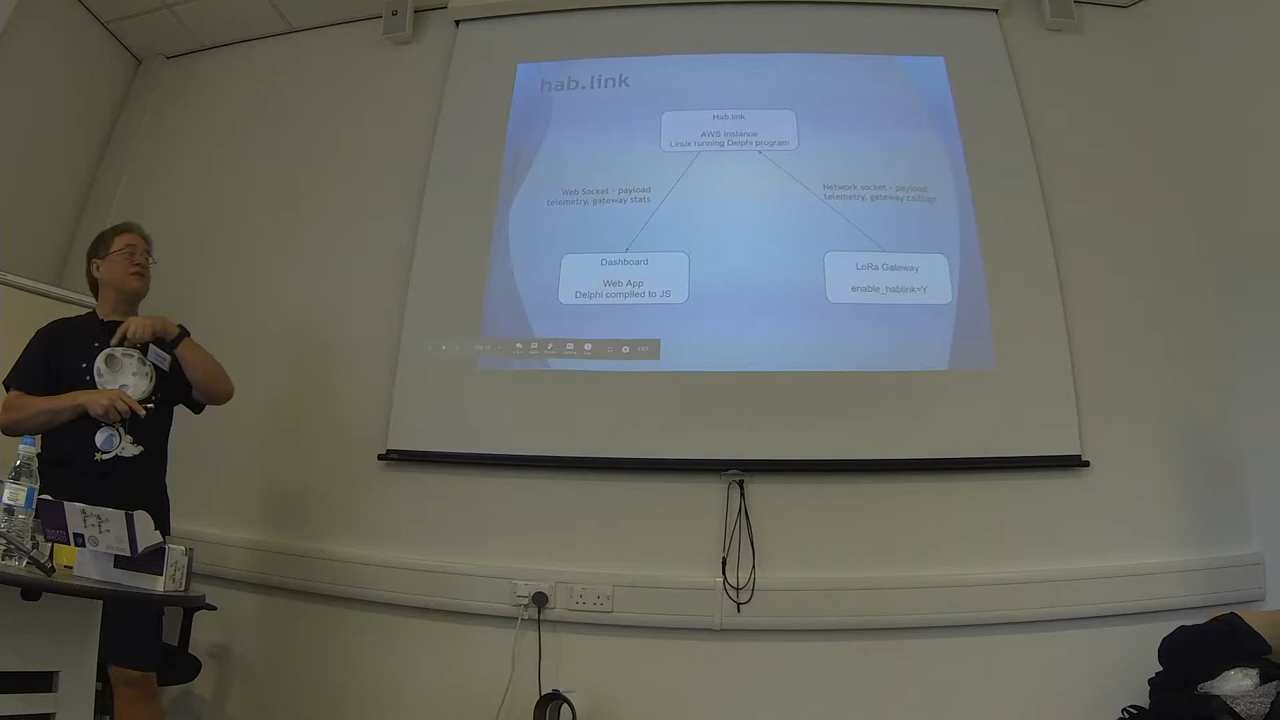 hab.link
Hab.link
AWS Instance
Linux running Delphi program
Web Socket - payload
telemetry, gateway stats
Network socket - payload
telemetry, gateway callsign
Dashboard
Web App
Delphi compiled to JS
LoRa Gateway
enable_hablink=Y